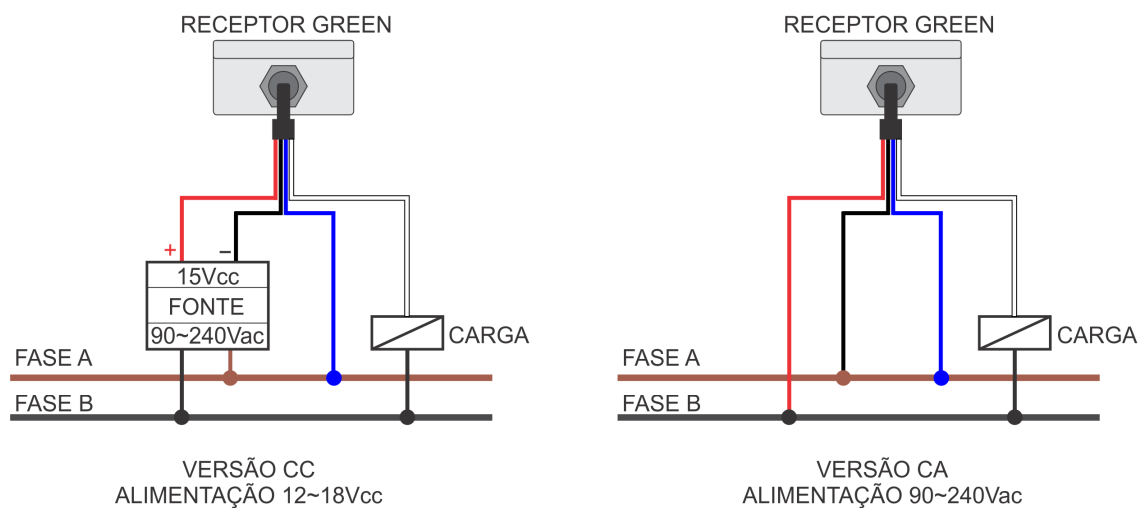 RECEPTOR GREEN
+ –
15Vcc
FONTE
90~240Vac
CARGA
FASE A
FASE B
VERSÃO CC
ALIMENTAÇÃO 12~18Vcc
RECEPTOR GREEN
CARGA
FASE A
FASE B
VERSÃO CA
ALIMENTAÇÃO 90~240Vac